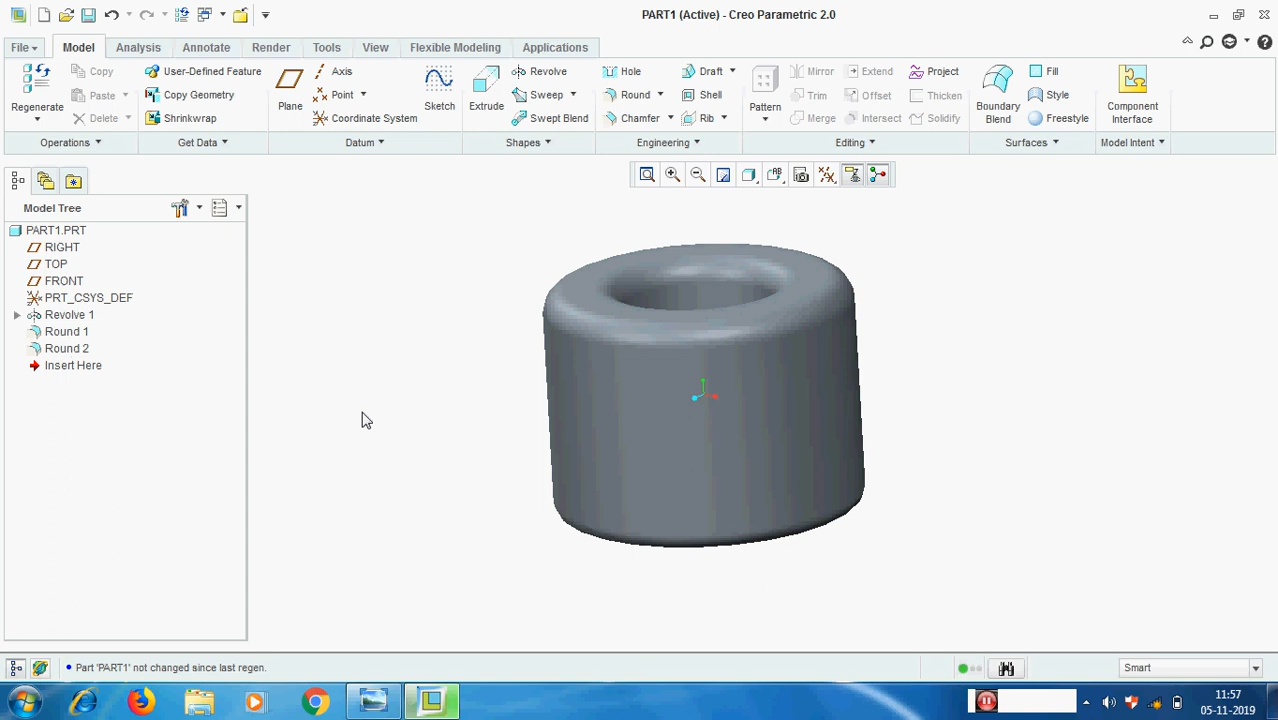 PART1 (Active) - Creo Parametric 2.0
File Model Analysis Annotate Render Tools View Flexible Modeling Applications
Regenerate Copy Paste Delete
User-Defined Feature Copy Geometry Shrinkwrap
Plane Axis Point Coordinate System
Sketch
Extrude Revolve Sweep Swept Blend
Hole Round Chamfer Draft Shell Rib
Pattern Mirror Trim Merge Extend Offset Intersect Project Thicken Solidify
Boundary Blend Fill Style Freestyle
Component Interface
Operations Get Data Datum Shapes Engineering Editing Surfaces Model Intent
Model Tree
PART1.PRT
RIGHT
TOP
FRONT
PRT_CSYS_DEF
Revolve 1
Round 1
Round 2
Insert Here
Part 'PART1' not changed since last regen.
Smart
11:57
05-11-2019